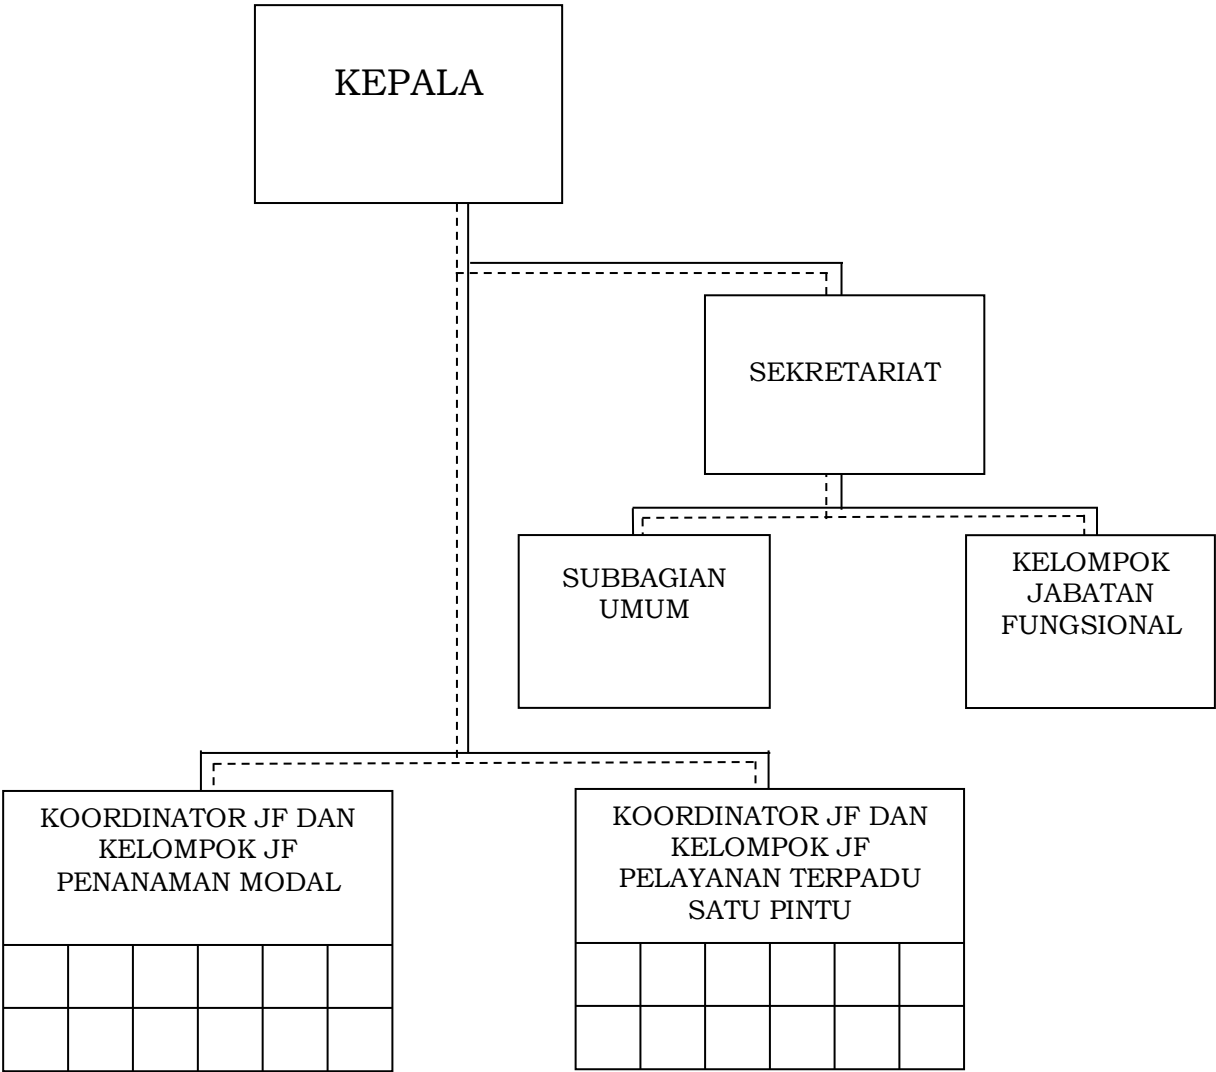 KEPALA
SEKRETARIAT
SUBBAGIAN
UMUM
KELOMPOK
JABATAN
FUNGSIONAL
KOORDINATOR JF DAN
KELOMPOK JF
PENANAMAN MODAL
KOORDINATOR JF DAN
KELOMPOK JF
PELAYANAN TERPADU
SATU PINTU